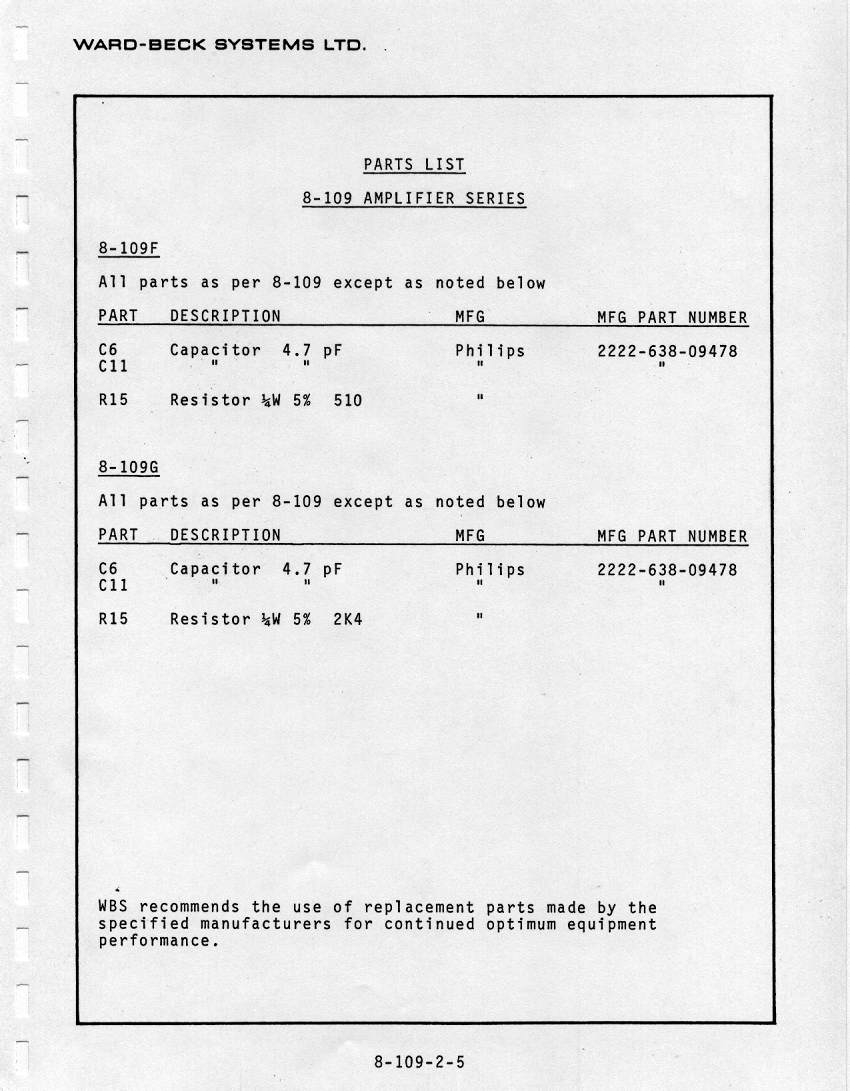 WARD-BECK SYSTEMS LTD.
PARTS LIST
8-109 AMPLIFIER SERIES
8-109F
All parts as per 8-109 except as noted below
PART DESCRIPTION MFG MFG PART NUMBER
C6 Capacitor 4.7 pF Philips 2222-638-09478
C11 " " " "
R15 Resistor ¼W 5% 510 "
8-109G
All parts as per 8-109 except as noted below
PART DESCRIPTION MFG MFG PART NUMBER
C6 Capacitor 4.7 pF Philips 2222-638-09478
C11 " " " "
R15 Resistor ¼W 5% 2K4 "
WBS recommends the use of replacement parts made by the
specified manufacturers for continued optimum equipment
performance.
8-109-2-5